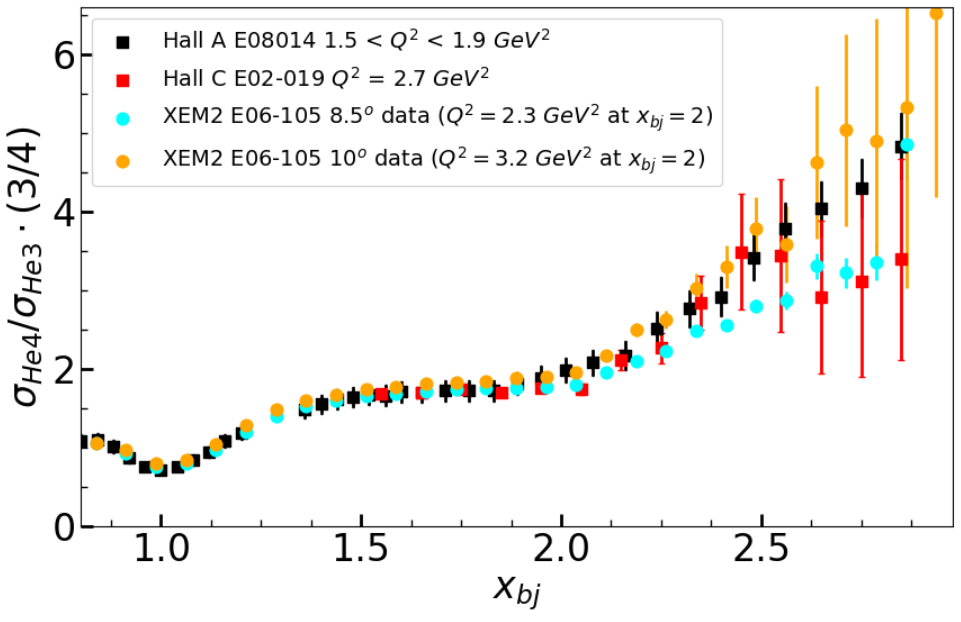 Hall A E08014 1.5 < Q² < 1.9 GeV²
Hall C E02-019 Q² = 2.7 GeV²
XEM2 E06-105 8.5ᵒ data (Q² = 2.3 GeV² at x_bj = 2)
XEM2 E06-105 10ᵒ data (Q² = 3.2 GeV² at x_bj = 2)
σ_He4/σ_He3 · (3/4)
6
4
2
0
1.0 1.5 2.0 2.5
x_bj